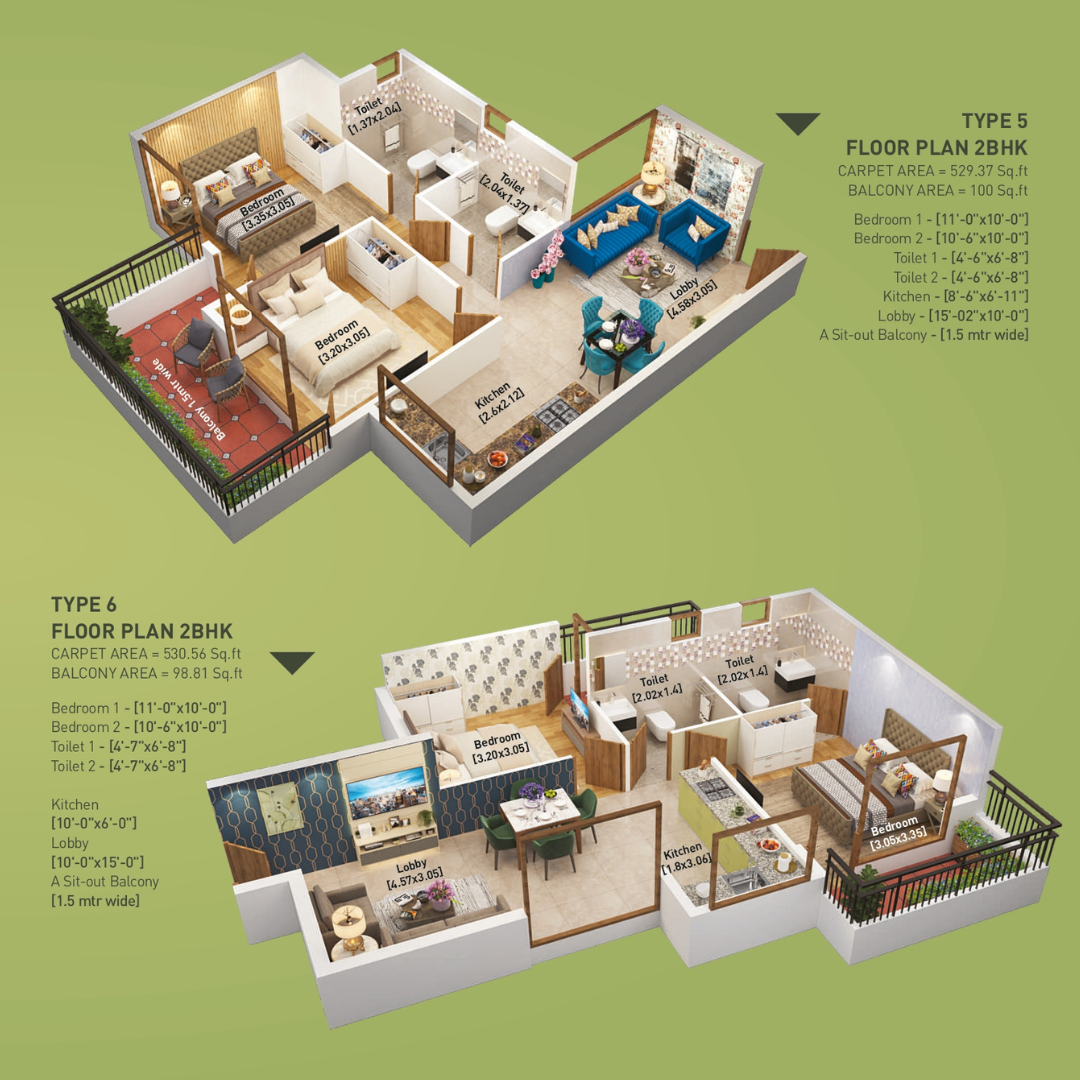 TYPE 5
FLOOR PLAN 2BHK
CARPET AREA = 529.37 Sq.ft
BALCONY AREA = 100 Sq.ft
Bedroom 1 - [11'-0"x10'-0"]
Bedroom 2 - [10'-6"x10'-0"]
Toilet 1 - [4'-6"x6'-8"]
Toilet 2 - [4'-6"x6'-8"]
Kitchen - [8'-6"x6'-11"]
Lobby - [15'-02"x10'-0"]
A Sit-out Balcony - [1.5 mtr wide]
Toilet
[1.37x2.04]
Toilet
[2.04x1.37]
Bedroom
[3.35x3.05]
Lobby
[4.58x3.05]
Bedroom
[3.20x3.05]
Kitchen
[2.6x2.12]
Balcony 1.5mtr wide
TYPE 6
FLOOR PLAN 2BHK
CARPET AREA = 530.56 Sq.ft
BALCONY AREA = 98.81 Sq.ft
Bedroom 1 - [11'-0"x10'-0"]
Bedroom 2 - [10'-6"x10'-0"]
Toilet 1 - [4'-7"x6'-8"]
Toilet 2 - [4'-7"x6'-8"]
Kitchen
[10'-0"x6'-0"]
Lobby
[10'-0"x15'-0"]
A Sit-out Balcony
[1.5 mtr wide]
Toilet
[2.02x1.4]
Toilet
[2.02x1.4]
Bedroom
[3.20x3.05]
Bedroom
[3.05x3.35]
Kitchen
[1.8x3.06]
Lobby
[4.57x3.05]